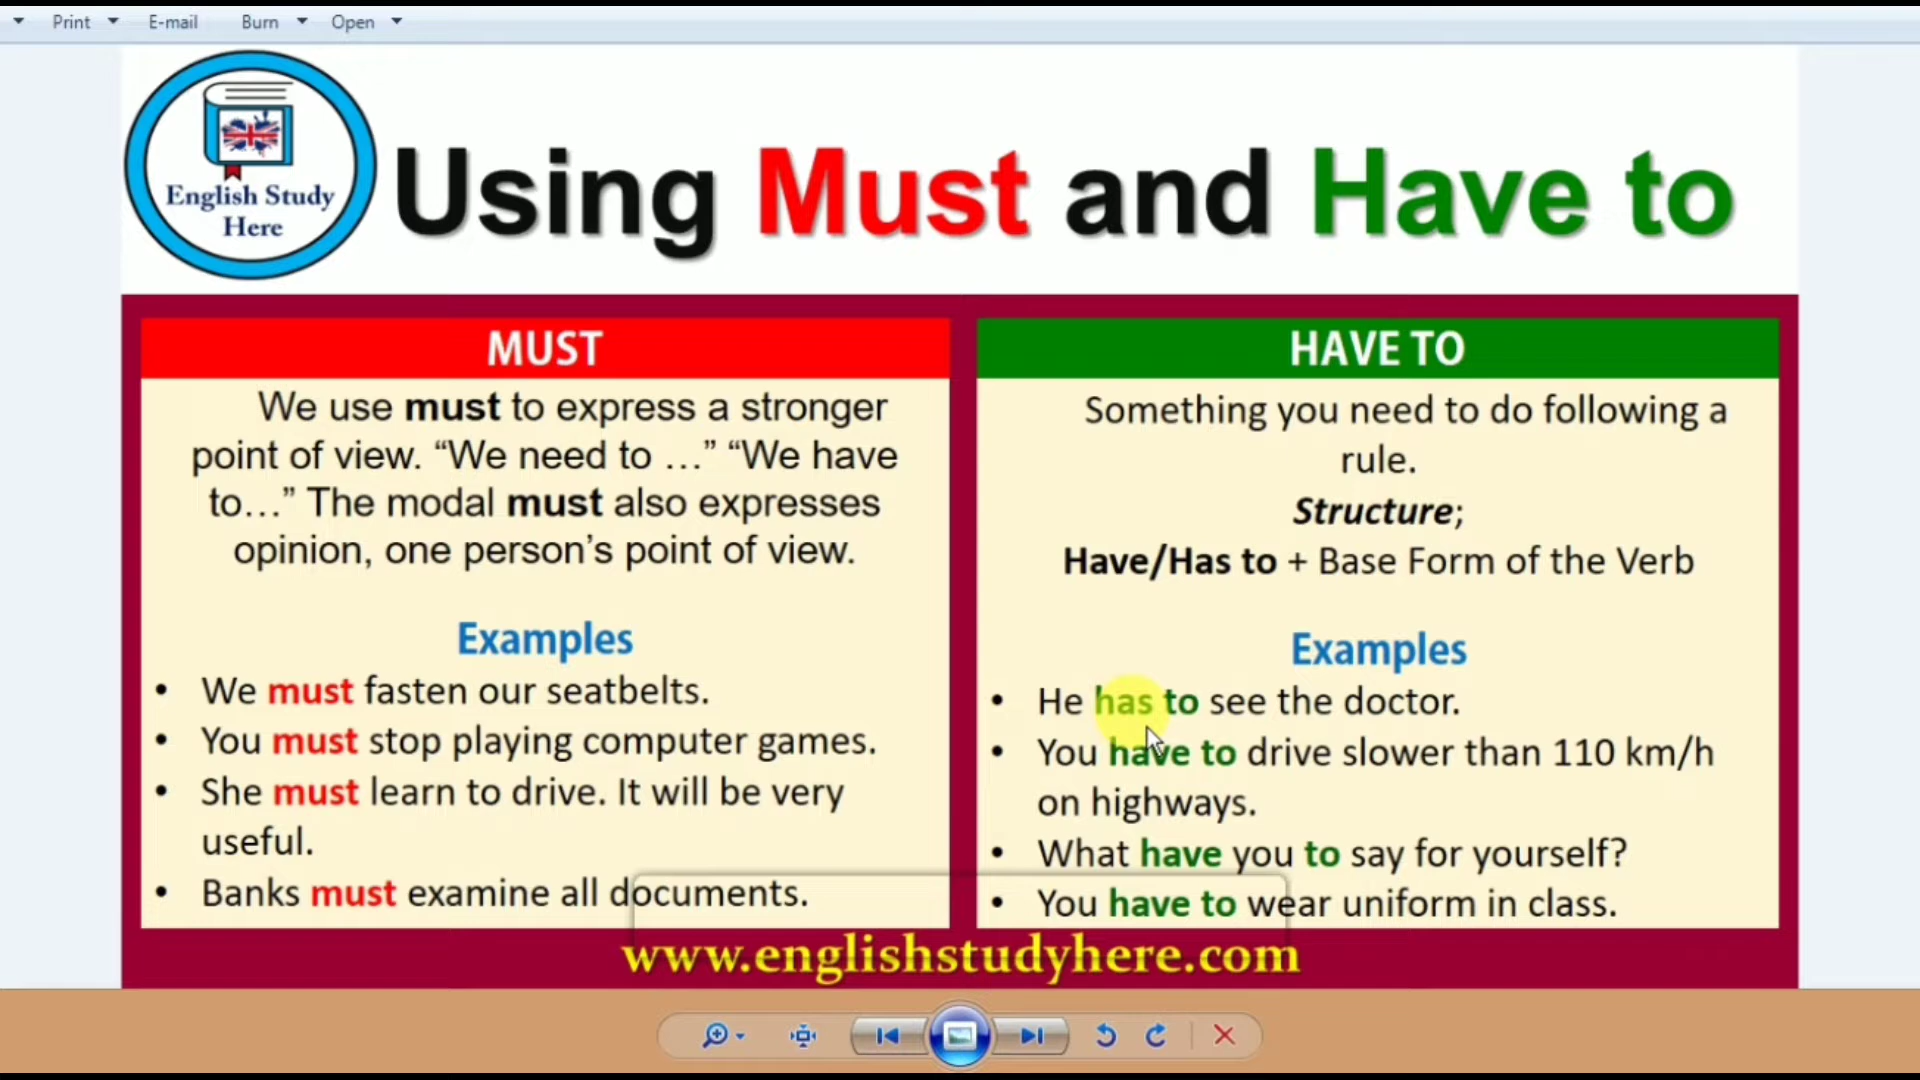 Print
E-mail
Burn
Open
English Study
Here
Using Must and Have to
MUST
We use must to express a stronger
point of view. “We need to …” “We have
to…” The modal must also expresses
opinion, one person’s point of view.
Examples
• We must fasten our seatbelts.
• You must stop playing computer games.
• She must learn to drive. It will be very
useful.
• Banks must examine all documents.
HAVE TO
Something you need to do following a
rule.
Structure;
Have/Has to + Base Form of the Verb
Examples
• He has to see the doctor.
• You have to drive slower than 110 km/h
on highways.
• What have you to say for yourself?
• You have to wear uniform in class.
www.englishstudyhere.com